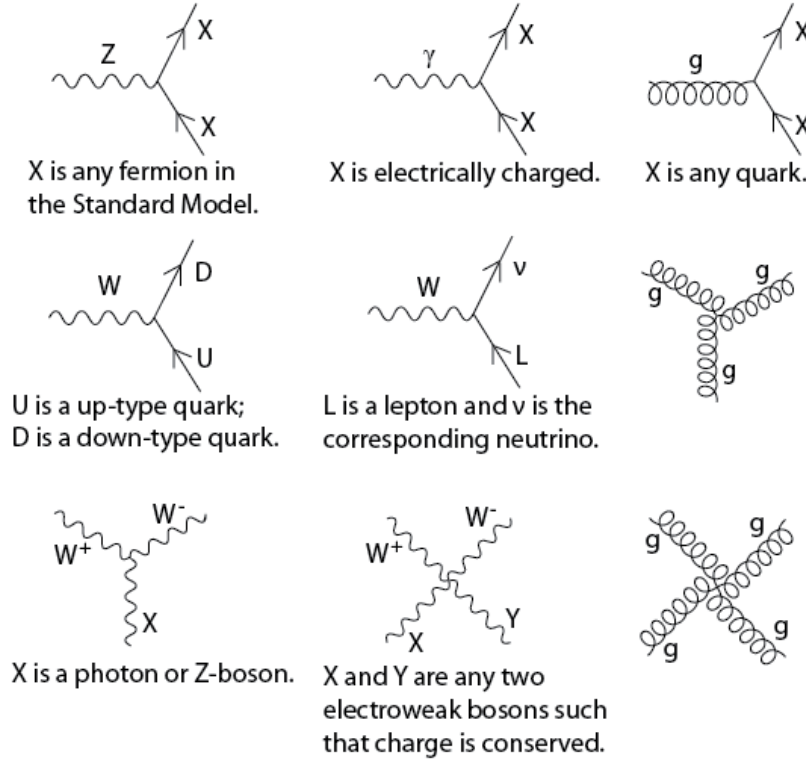 Z X X
X is any fermion in
the Standard Model.
γ X X
X is electrically charged.
g X X
X is any quark.
W D U
U is a up-type quark;
D is a down-type quark.
W ν L
L is a lepton and ν is the
corresponding neutrino.
g g g
W+ W- X
X is a photon or Z-boson.
W+ W- X Y
X and Y are any two
electroweak bosons such
that charge is conserved.
g g g g